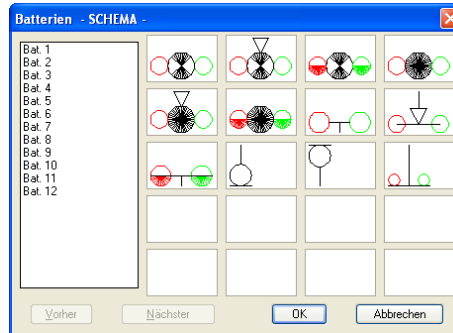 Batterien - SCHEMA -
Bat. 1
Bat. 2
Bat. 3
Bat. 4
Bat. 5
Bat. 6
Bat. 7
Bat. 8
Bat. 9
Bat. 10
Bat. 11
Bat. 12
Vorher
Nächster
OK
Abbrechen